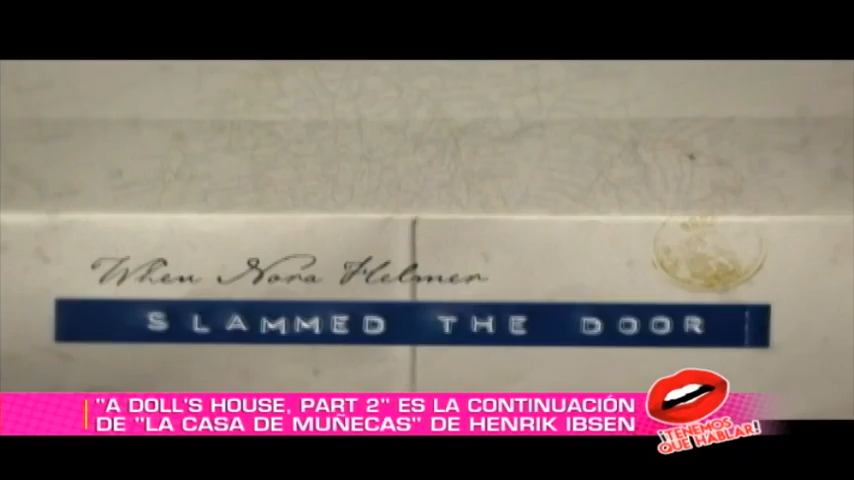 When Nora Helmer
SLAMMED THE DOOR
"A DOLL'S HOUSE, PART 2" ES LA CONTINUACIÓN
DE "LA CASA DE MUÑECAS" DE HENRIK IBSEN
¡TENEMOS
QUE HABLAR!